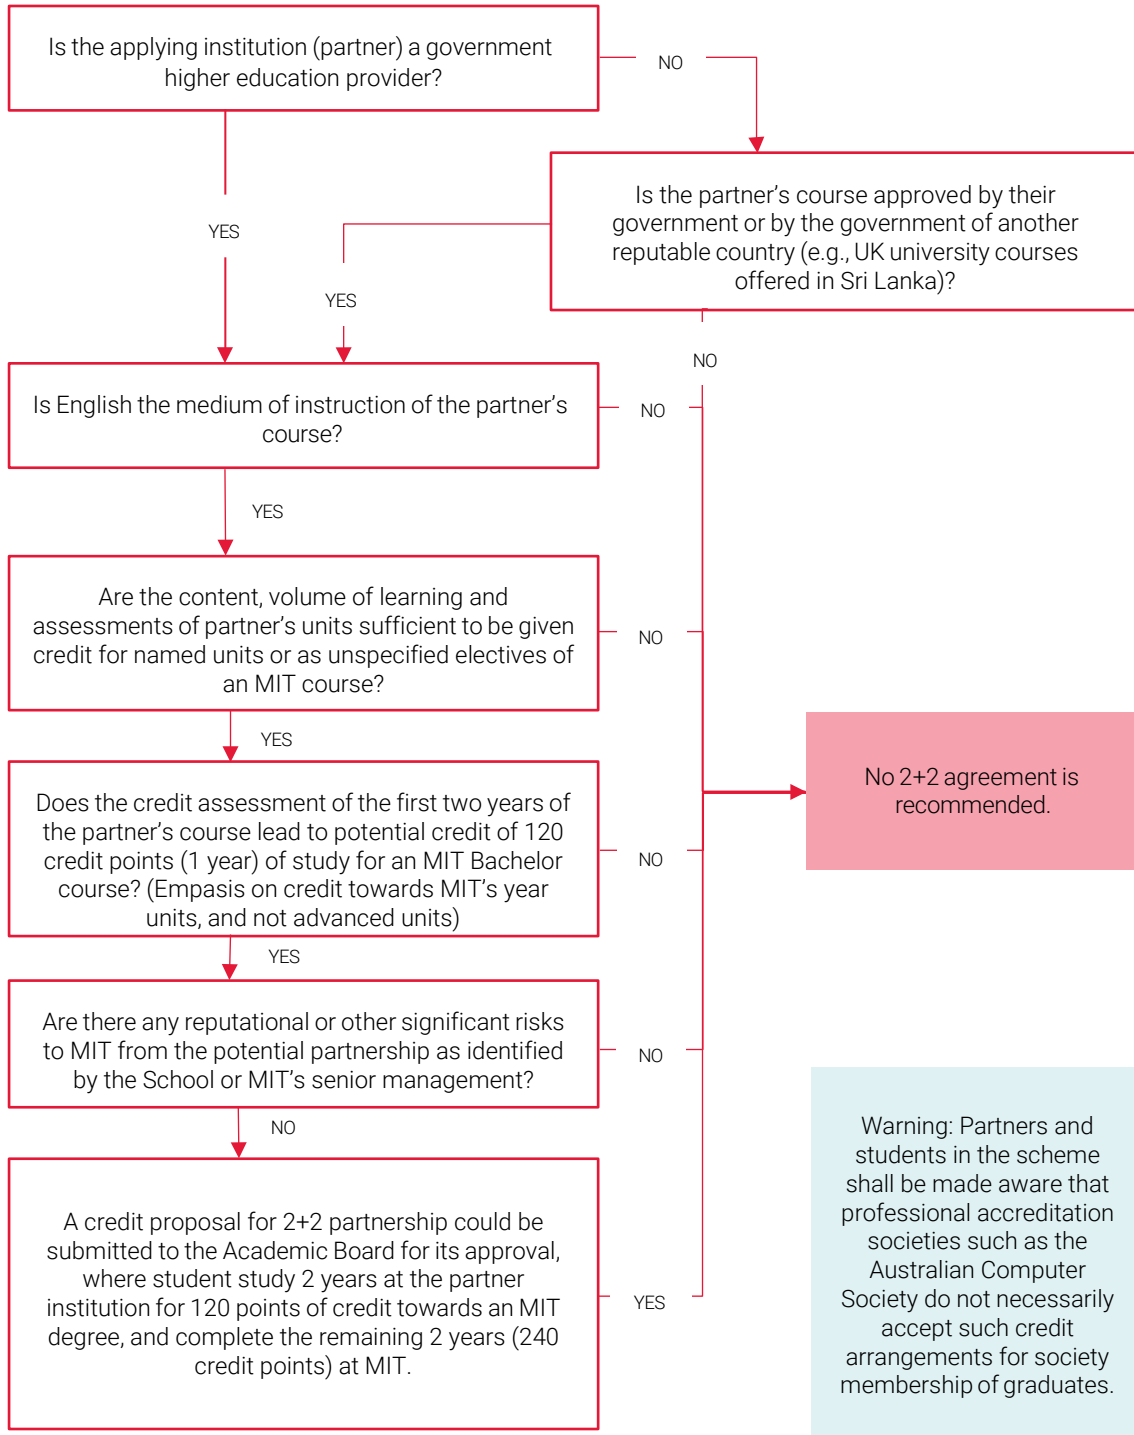 Is the applying institution (partner) a government
higher education provider?
NO
Is the partner’s course approved by their
government or by the government of another
reputable country (e.g., UK university courses
offered in Sri Lanka)?
YES
YES
NO
Is English the medium of instruction of the partner’s
course?
NO
YES
Are the content, volume of learning and
assessments of partner’s units sufficient to be given
credit for named units or as unspecified electives of
an MIT course?
NO
YES
No 2+2 agreement is
recommended.
Does the credit assessment of the first two years of
the partner’s course lead to potential credit of 120
credit points (1 year) of study for an MIT Bachelor
course? (Empasis on credit towards MIT’s year
units, and not advanced units)
NO
YES
Are there any reputational or other significant risks
to MIT from the potential partnership as identified
by the School or MIT’s senior management?
NO
NO
A credit proposal for 2+2 partnership could be
submitted to the Academic Board for its approval,
where student study 2 years at the partner
institution for 120 points of credit towards an MIT
degree, and complete the remaining 2 years (240
credit points) at MIT.
YES
Warning: Partners and
students in the scheme
shall be made aware that
professional accreditation
societies such as the
Australian Computer
Society do not necessarily
accept such credit
arrangements for society
membership of graduates.